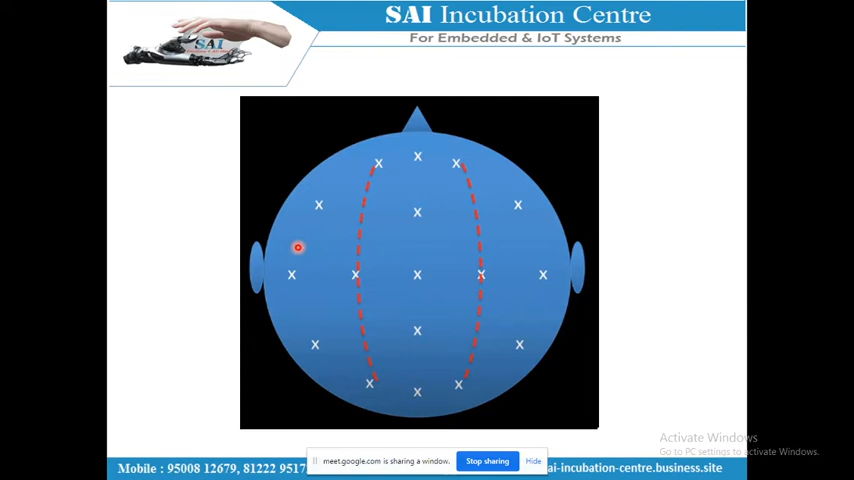 SAI Incubation Centre
For Embedded & IoT Systems
SAI
x x x
x x
x
x x x x x
x
x x
x x x
Activate Windows
Go to PC settings to activate Windows.
meet.google.com is sharing a window. Stop sharing Hide
Mobile : 95008 12679, 81222 9517
ai-incubation-centre.business.site